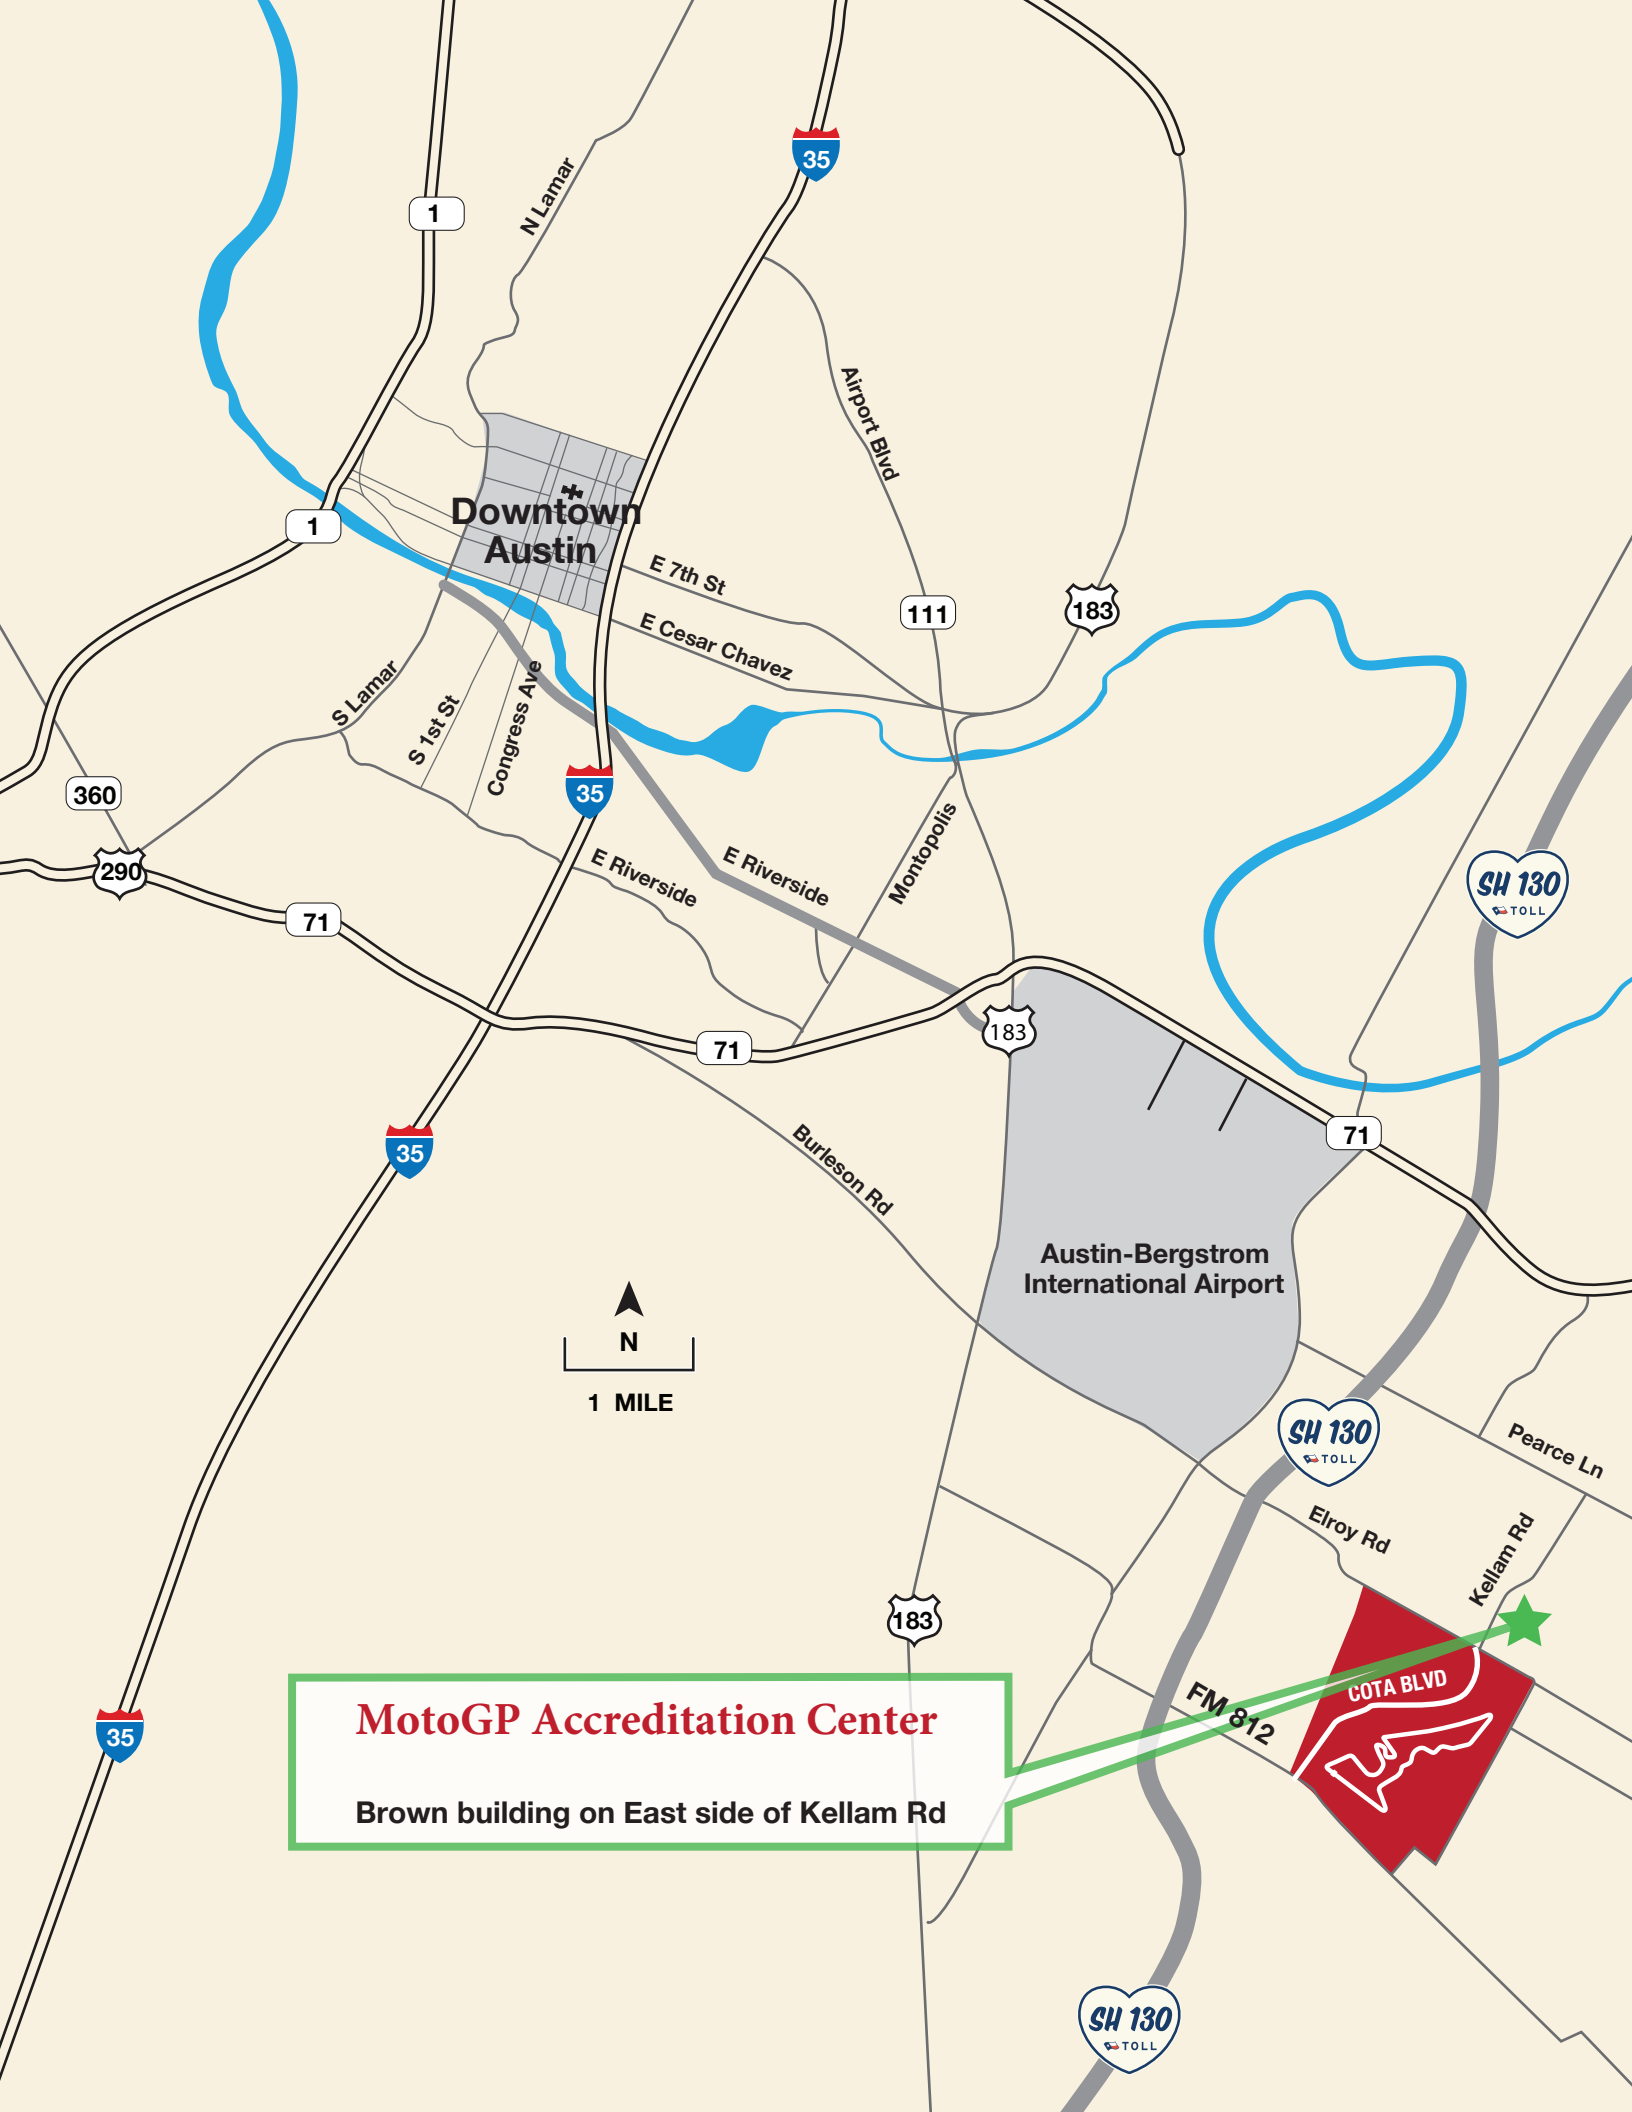 35
1
N Lamar
Airport Blvd
Downtown
Austin
1
E 7th St
111
183
E Cesar Chavez
S Lamar
S 1st St
Congress Ave
35
360
290
E Riverside
E Riverside
Montopolis
SH 130
TOLL
71
71
183
71
35
Burleson Rd
Austin-Bergstrom
International Airport
N
1 MILE
SH 130
TOLL
Pearce Ln
Elroy Rd
Kellam Rd
183
COTA BLVD
FM 812
MotoGP Accreditation Center
Brown building on East side of Kellam Rd
35
SH 130
TOLL